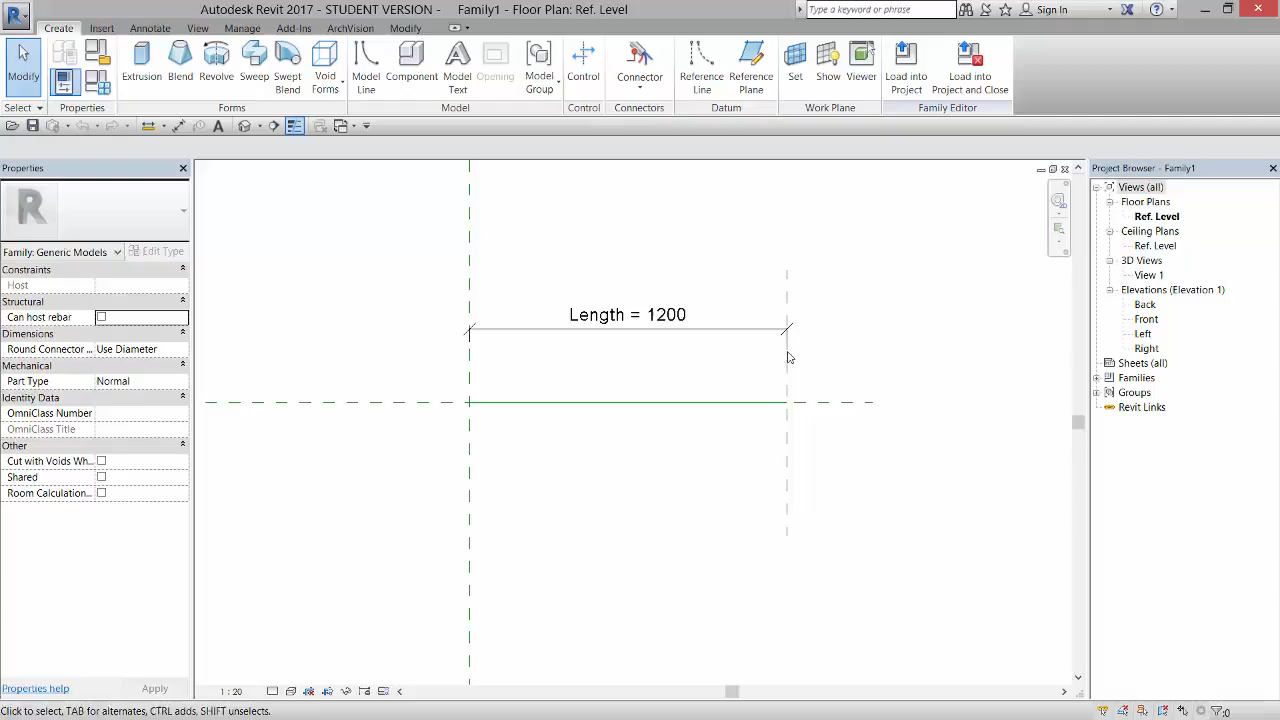 Autodesk Revit 2017 - STUDENT VERSION - Family1 - Floor Plan: Ref. Level
Type a keyword or phrase
Sign In
Create Insert Annotate View Manage Add-Ins ArchVision Modify
Modify Extrusion Blend Revolve Sweep Swept Blend Void Forms Model Line Component Model Text Opening Model Group Control Connector Reference Line Reference Plane Set Show Viewer Load into Project Load into Project and Close
Select Properties Forms Model Control Connectors Datum Work Plane Family Editor
Properties
Family: Generic Models Edit Type
Constraints
Host
Structural
Can host rebar
Dimensions
Round Connector ... Use Diameter
Mechanical
Part Type Normal
Identity Data
OmniClass Number
OmniClass Title
Other
Cut with Voids Wh...
Shared
Room Calculation...
Properties help Apply
Length = 1200
1 : 20
Project Browser - Family1
Views (all)
Floor Plans
Ref. Level
Ceiling Plans
Ref. Level
3D Views
View 1
Elevations (Elevation 1)
Back
Front
Left
Right
Sheets (all)
Families
Groups
Revit Links
Click to select, TAB for alternates, CTRL adds, SHIFT unselects.
:0